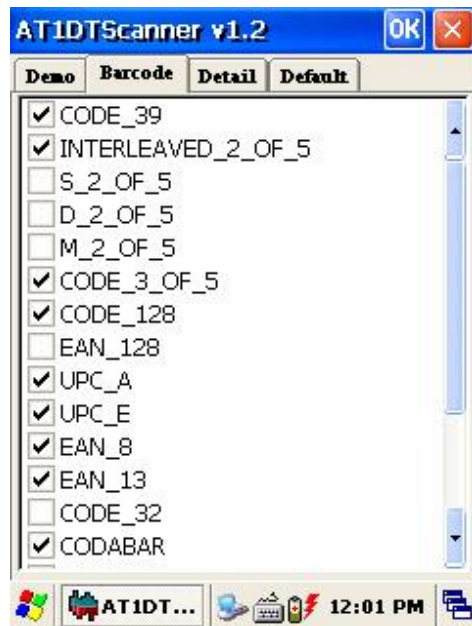 AT1DTScanner v1.2 OK
Demo Barcode Detail Default
CODE_39
INTERLEAVED_2_OF_5
S_2_OF_5
D_2_OF_5
M_2_OF_5
CODE_3_OF_5
CODE_128
EAN_128
UPC_A
UPC_E
EAN_8
EAN_13
CODE_32
CODABAR
AT1DT... 12:01 PM